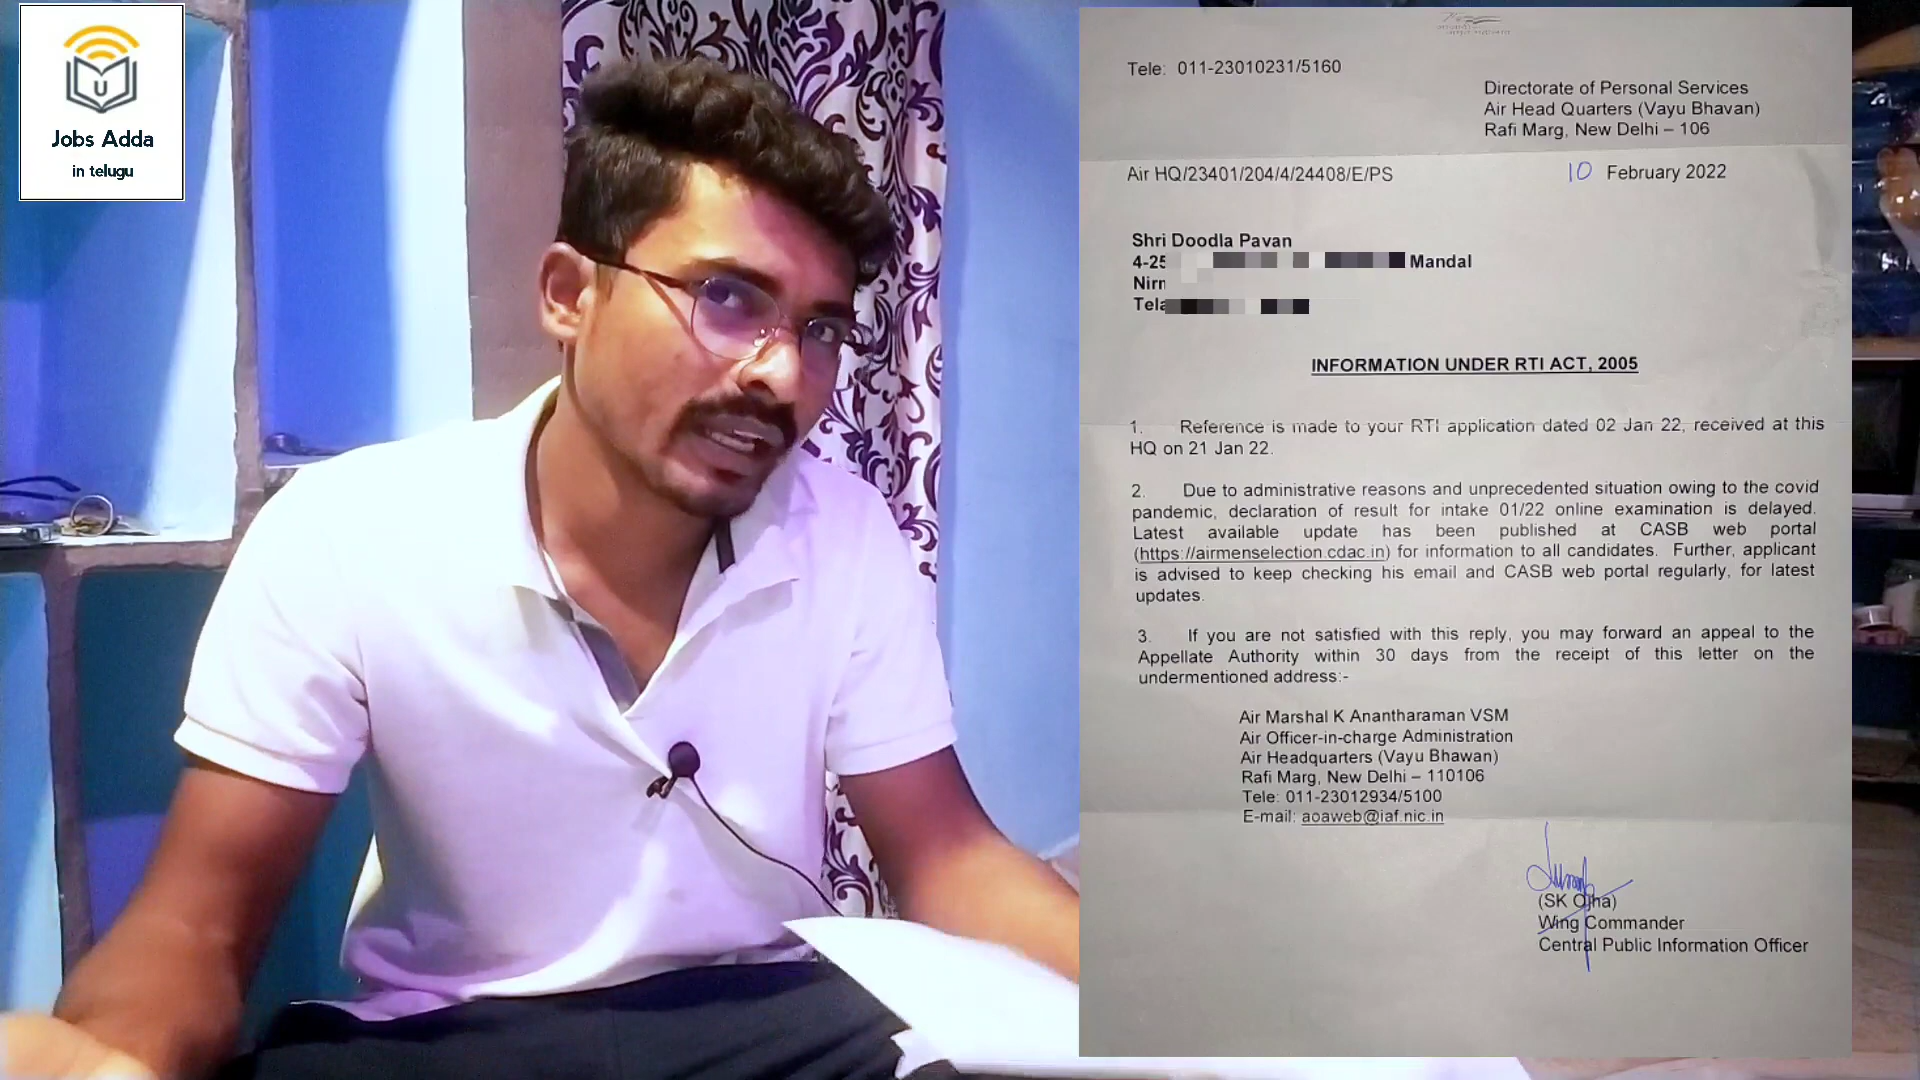 Jobs Adda
in telugu
Tele: 011-23010231/5160
Directorate of Personal Services
Air Head Quarters (Vayu Bhavan)
Rafi Marg, New Delhi – 106
Air HQ/23401/204/4/24408/E/PS
10 February 2022
Shri Doodla Pavan
4-25 Mandal
Nirn
Tela
INFORMATION UNDER RTI ACT, 2005
1. Reference is made to your RTI application dated 02 Jan 22, received at this
HQ on 21 Jan 22.
2. Due to administrative reasons and unprecedented situation owing to the covid
pandemic, declaration of result for intake 01/22 online examination is delayed.
Latest available update has been published at CASB web portal
(https://airmenselection.cdac.in) for information to all candidates. Further, applicant
is advised to keep checking his email and CASB web portal regularly, for latest
updates.
3. If you are not satisfied with this reply, you may forward an appeal to the
Appellate Authority within 30 days from the receipt of this letter on the
undermentioned address:-
Air Marshal K Anantharaman VSM
Air Officer-in-charge Administration
Air Headquarters (Vayu Bhawan)
Rafi Marg, New Delhi – 110106
Tele: 011-23012934/5100
E-mail: aoaweb@iaf.nic.in
(SK Ojha)
Wing Commander
Central Public Information Officer